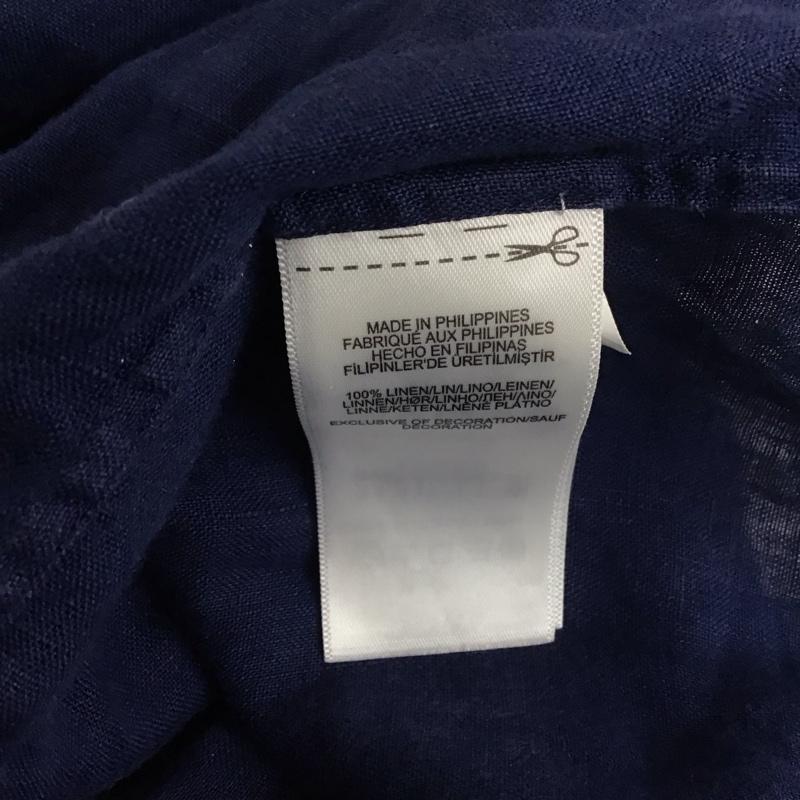 MADE IN PHILIPPINES
FABRIQUÉ AUX PHILIPPINES
HECHO EN FILIPINAS
FİLİPİNLER'DE ÜRETİLMİŞTİR
100% LINEN/LIN/LINO/LEINEN/
LINNEN/HØR/LINHO/ЛЕН/ΛΙΝΟ/
LINNE/KETEN/LNĚNÉ PLÁTNO
EXCLUSIVE OF DECORATION/SAUF
DECORATION